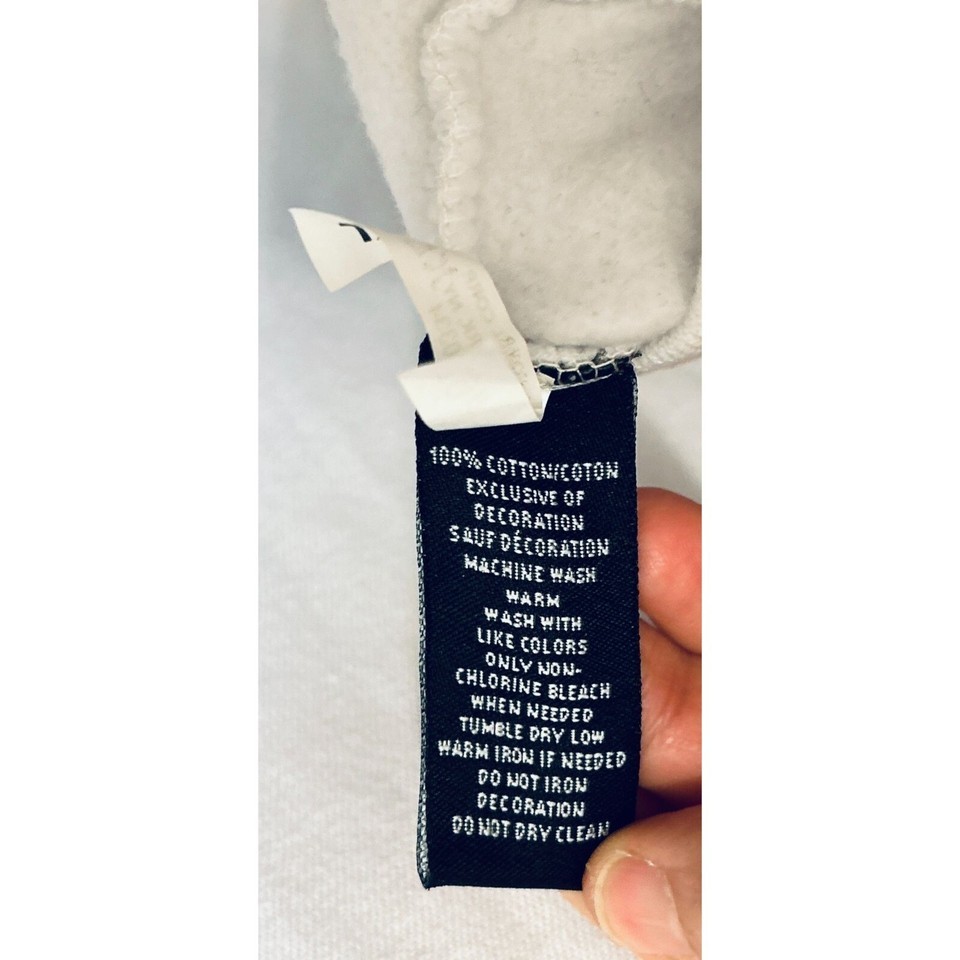 100% COTTON/COTON
EXCLUSIVE OF
DECORATION
SAUF DÉCORATION
MACHINE WASH
WARM
WASH WITH
LIKE COLORS
ONLY NON-
CHLORINE BLEACH
WHEN NEEDED
TUMBLE DRY LOW
WARM IRON IF NEEDED
DO NOT IRON
DECORATION
DO NOT DRY CLEAN